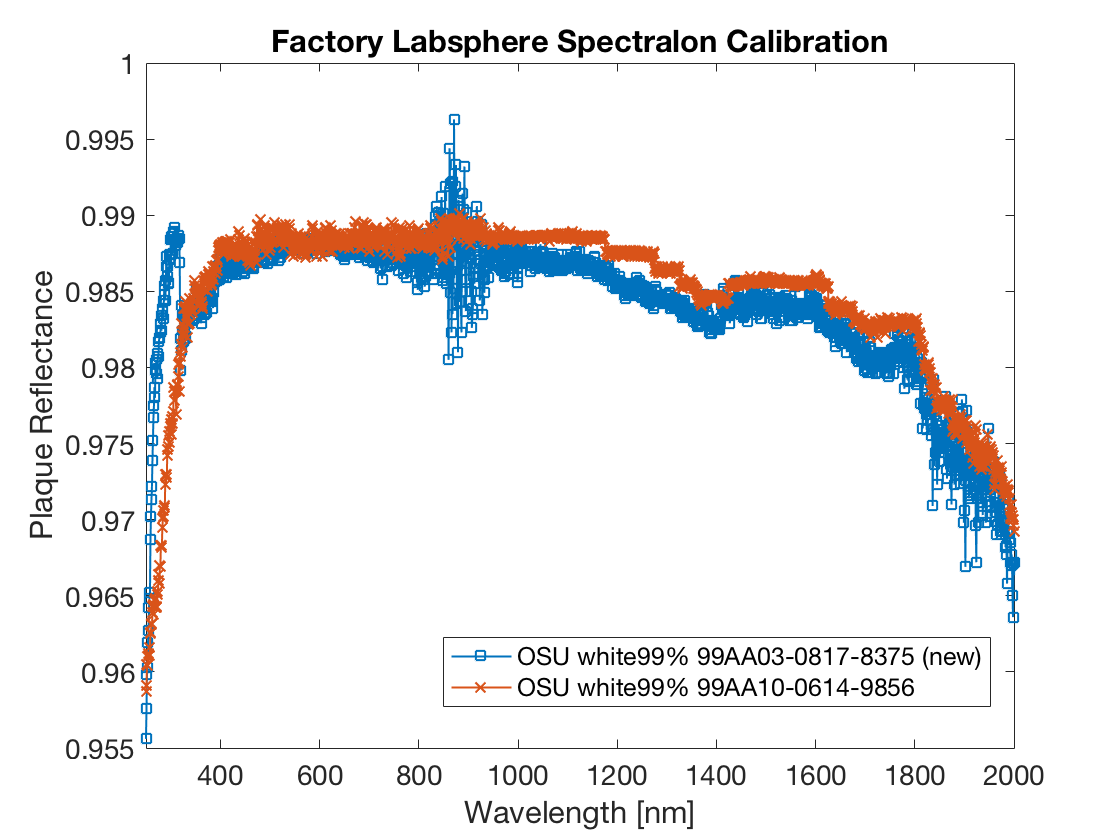 Factory Labsphere Spectralon Calibration
1
0.995
0.99
0.985
0.98
0.975
0.97
0.965
0.96
0.955
Plaque Reflectance
OSU white99% 99AA03-0817-8375 (new)
OSU white99% 99AA10-0614-9856
400 600 800 1000 1200 1400 1600 1800 2000
Wavelength [nm]